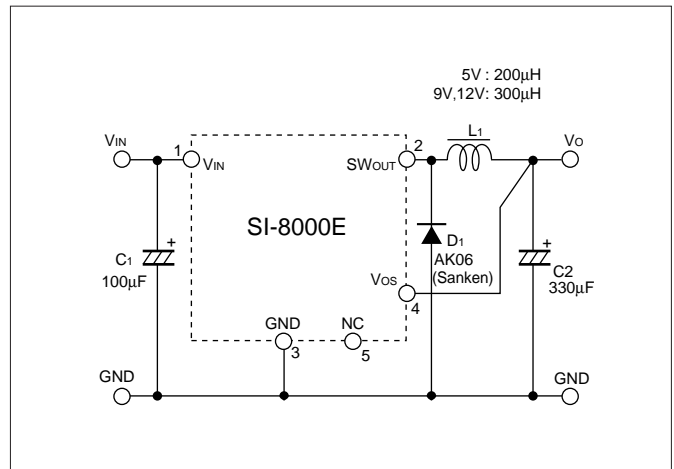 5V : 200µH
9V,12V: 300µH
L1
VIN
1
VIN
2
SWOUT
VO
SI-8000E
C1
100µF
+
D1
AK06
(Sanken)
VOS
4
+
C2
330µF
GND
3
NC
5
GND
GND